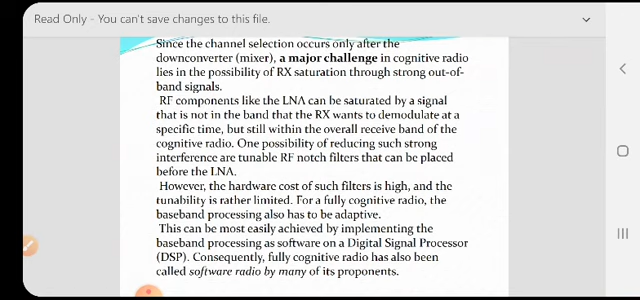 Read Only - You can't save changes to this file.
Since the channel selection occurs only after the
downconverter (mixer), a major challenge in cognitive radio
lies in the possibility of RX saturation through strong out-of-
band signals.
RF components like the LNA can be saturated by a signal
that is not in the band that the RX wants to demodulate at a
specific time, but still within the overall receive band of the
cognitive radio. One possibility of reducing such strong
interference are tunable RF notch filters that can be placed
before the LNA.
However, the hardware cost of such filters is high, and the
tunability is rather limited. For a fully cognitive radio, the
baseband processing also has to be adaptive.
This can be most easily achieved by implementing the
baseband processing as software on a Digital Signal Processor
(DSP). Consequently, fully cognitive radio has also been
called software radio by many of its proponents.